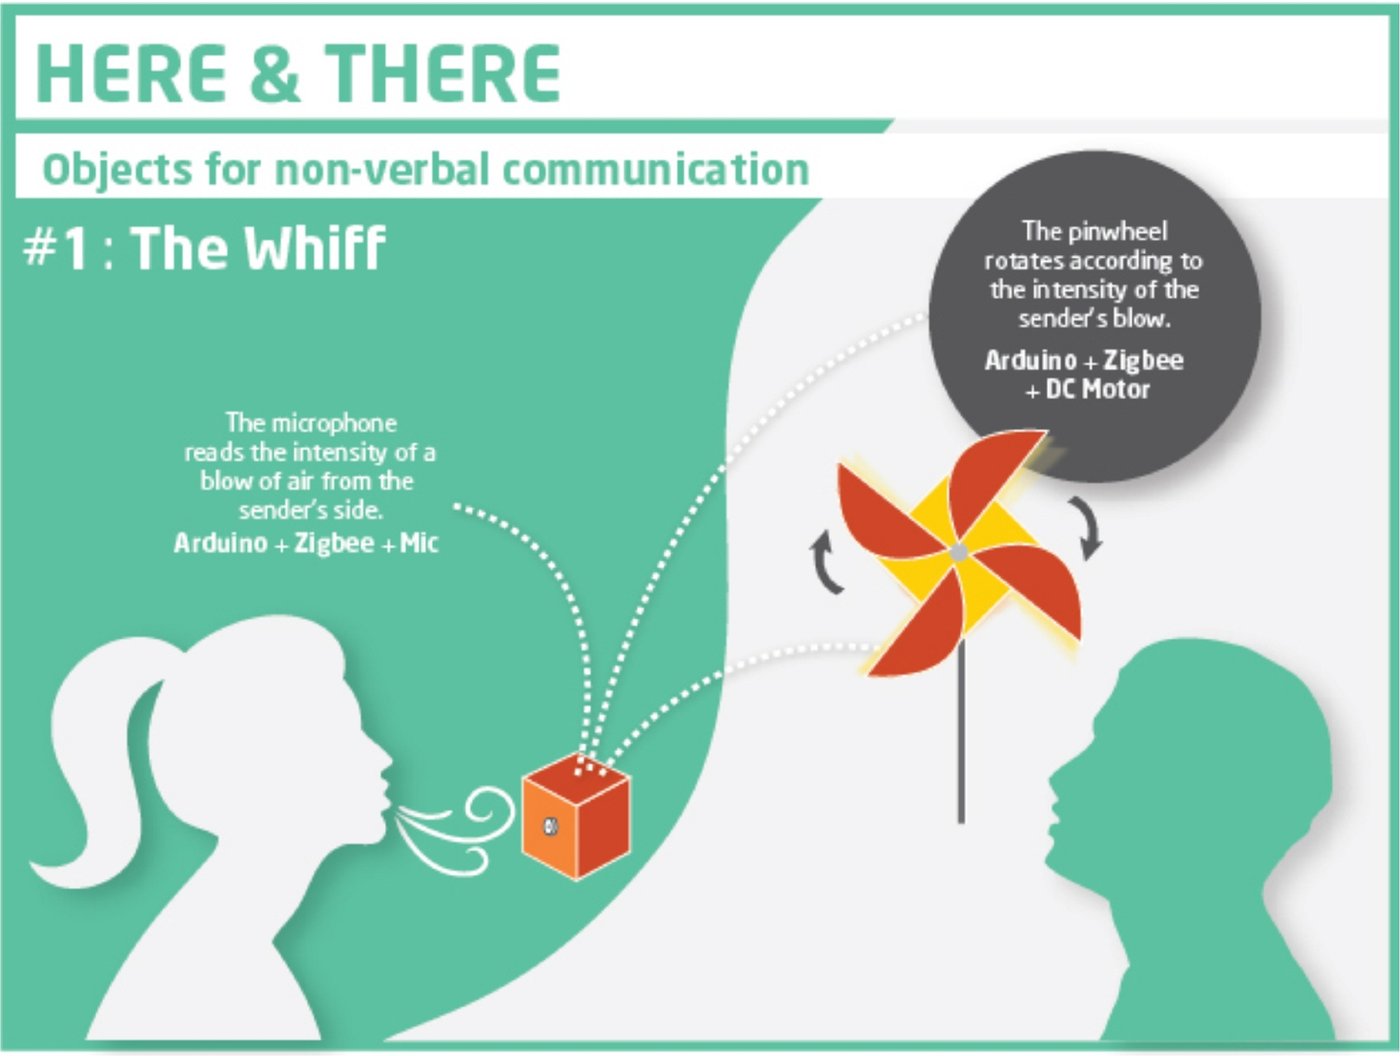 HERE & THERE
Objects for non-verbal communication
#1 : The Whiff
The microphone
reads the intensity of a
blow of air from the
sender's side.
Arduino + Zigbee + Mic
The pinwheel
rotates according to
the intensity of the
sender's blow.
Arduino + Zigbee
+ DC Motor